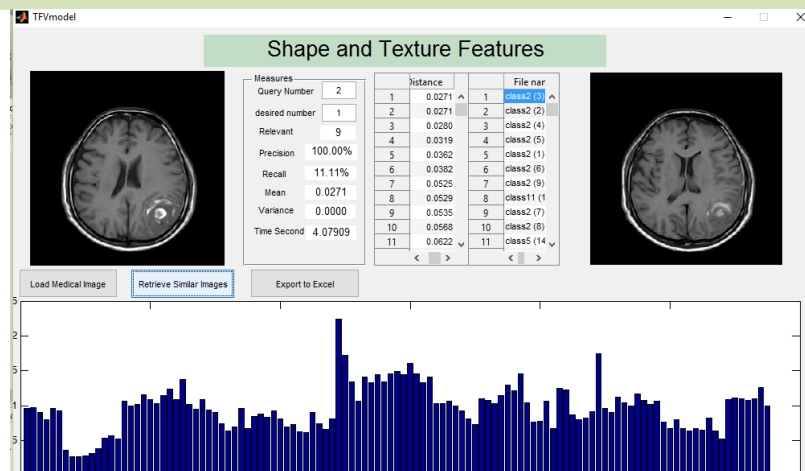 TFVmodel
Shape and Texture Features
Measures
Query Number 2
desired number 1
Relevant 9
Precision 100.00%
Recall 11.11%
Mean 0.0271
Variance 0.0000
Time Second 4.07909
Distance
1 0.0271
2 0.0271
3 0.0280
4 0.0319
5 0.0362
6 0.0382
7 0.0525
8 0.0529
9 0.0535
10 0.0568
11 0.0622
File nar
1 class2 (3)
2 class2 (2)
3 class2 (4)
4 class2 (5)
5 class2 (1)
6 class2 (6)
7 class2 (9)
8 class11 (1
9 class2 (7)
10 class2 (8)
11 class5 (14
Load Medical Image
Retrieve Similar Images
Export to Excel
5
2
5
1
5